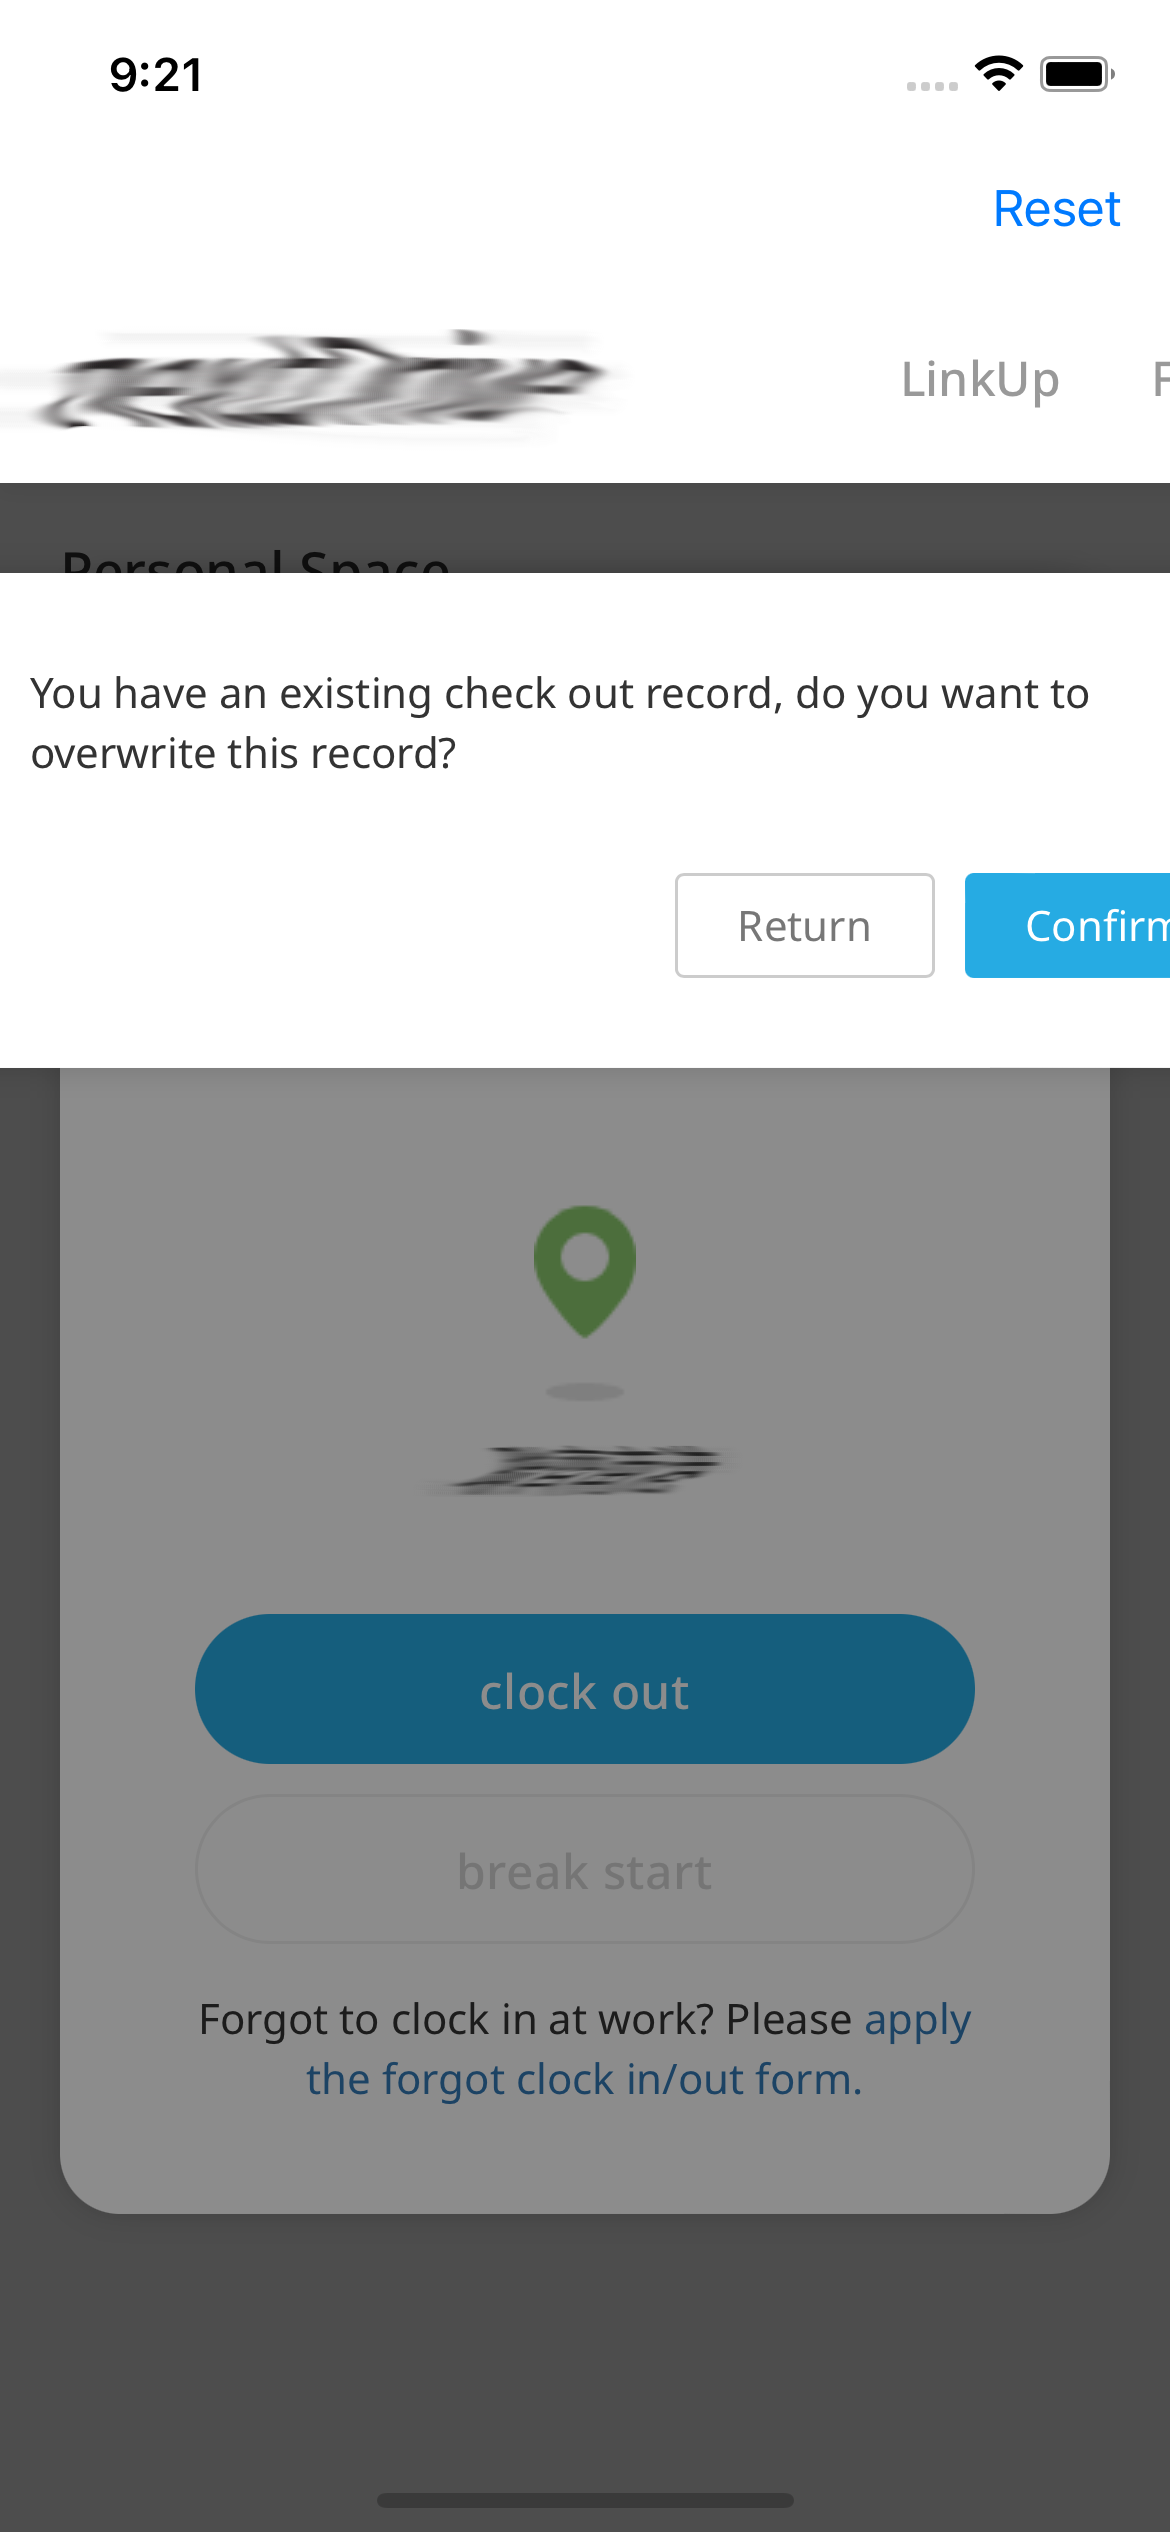 9:21
Reset
LinkUp
Personal Space
You have an existing check out record, do you want to
overwrite this record?
Return
Confirm
clock out
break start
Forgot to clock in at work? Please apply
the forgot clock in/out form.